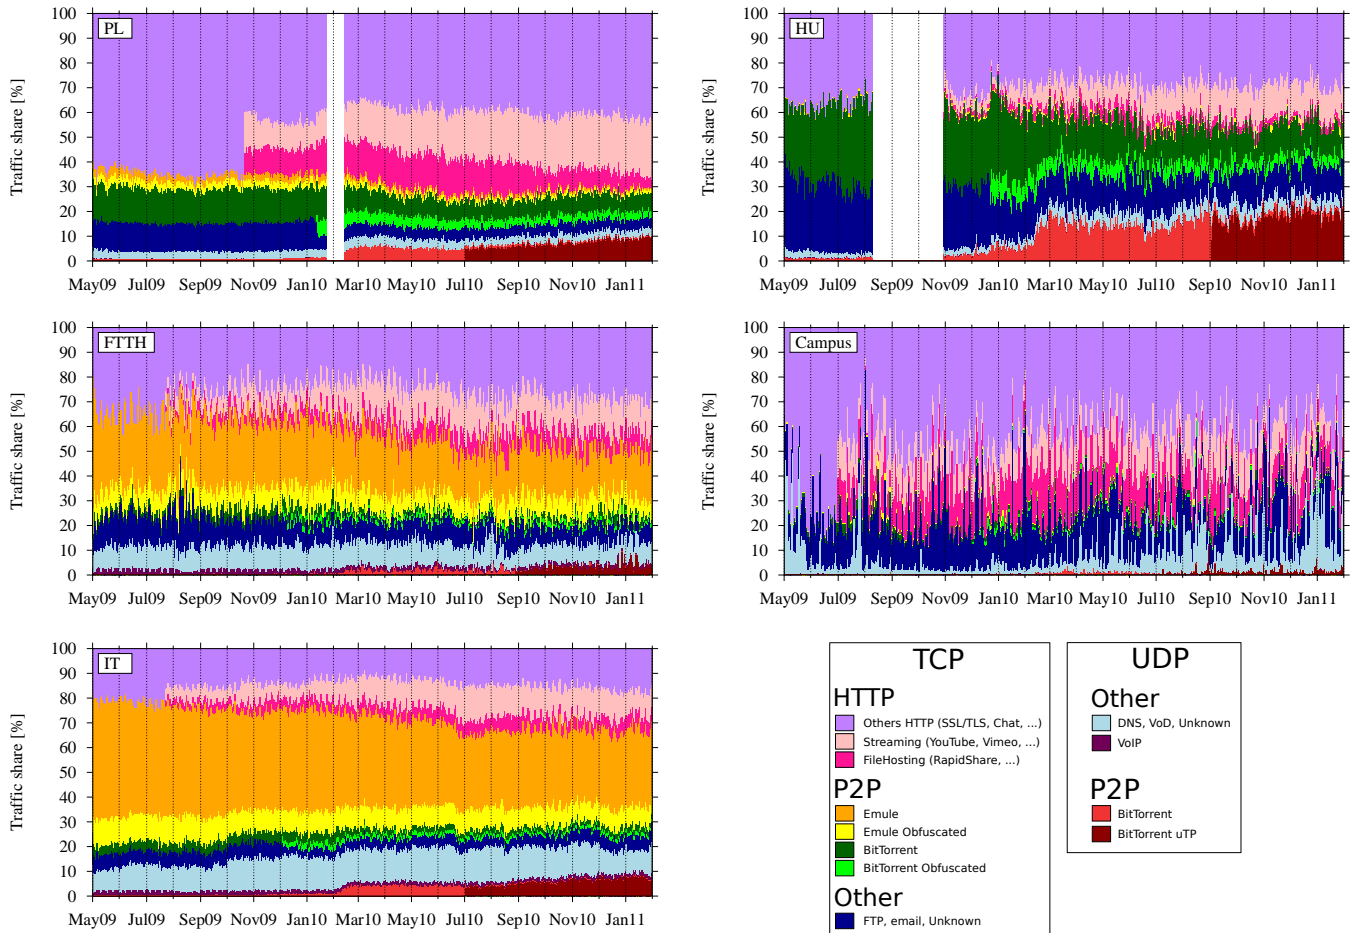 PL
Traffic share [%]
100
90
80
70
60
50
40
30
20
10
0
May09 Jul09 Sep09 Nov09 Jan10 Mar10 May10 Jul10 Sep10 Nov10 Jan11
HU
Traffic share [%]
100
90
80
70
60
50
40
30
20
10
0
May09 Jul09 Sep09 Nov09 Jan10 Mar10 May10 Jul10 Sep10 Nov10 Jan11
FTTH
Traffic share [%]
100
90
80
70
60
50
40
30
20
10
0
May09 Jul09 Sep09 Nov09 Jan10 Mar10 May10 Jul10 Sep10 Nov10 Jan11
Campus
Traffic share [%]
100
90
80
70
60
50
40
30
20
10
0
May09 Jul09 Sep09 Nov09 Jan10 Mar10 May10 Jul10 Sep10 Nov10 Jan11
IT
Traffic share [%]
100
90
80
70
60
50
40
30
20
10
0
May09 Jul09 Sep09 Nov09 Jan10 Mar10 May10 Jul10 Sep10 Nov10 Jan11
TCP
HTTP
Others HTTP (SSL/TLS, Chat, ...)
Streaming (YouTube, Vimeo, ...)
FileHosting (RapidShare, ...)
P2P
Emule
Emule Obfuscated
BitTorrent
BitTorrent Obfuscated
Other
FTP, email, Unknown
UDP
Other
DNS, VoD, Unknown
VoIP
P2P
BitTorrent
BitTorrent uTP